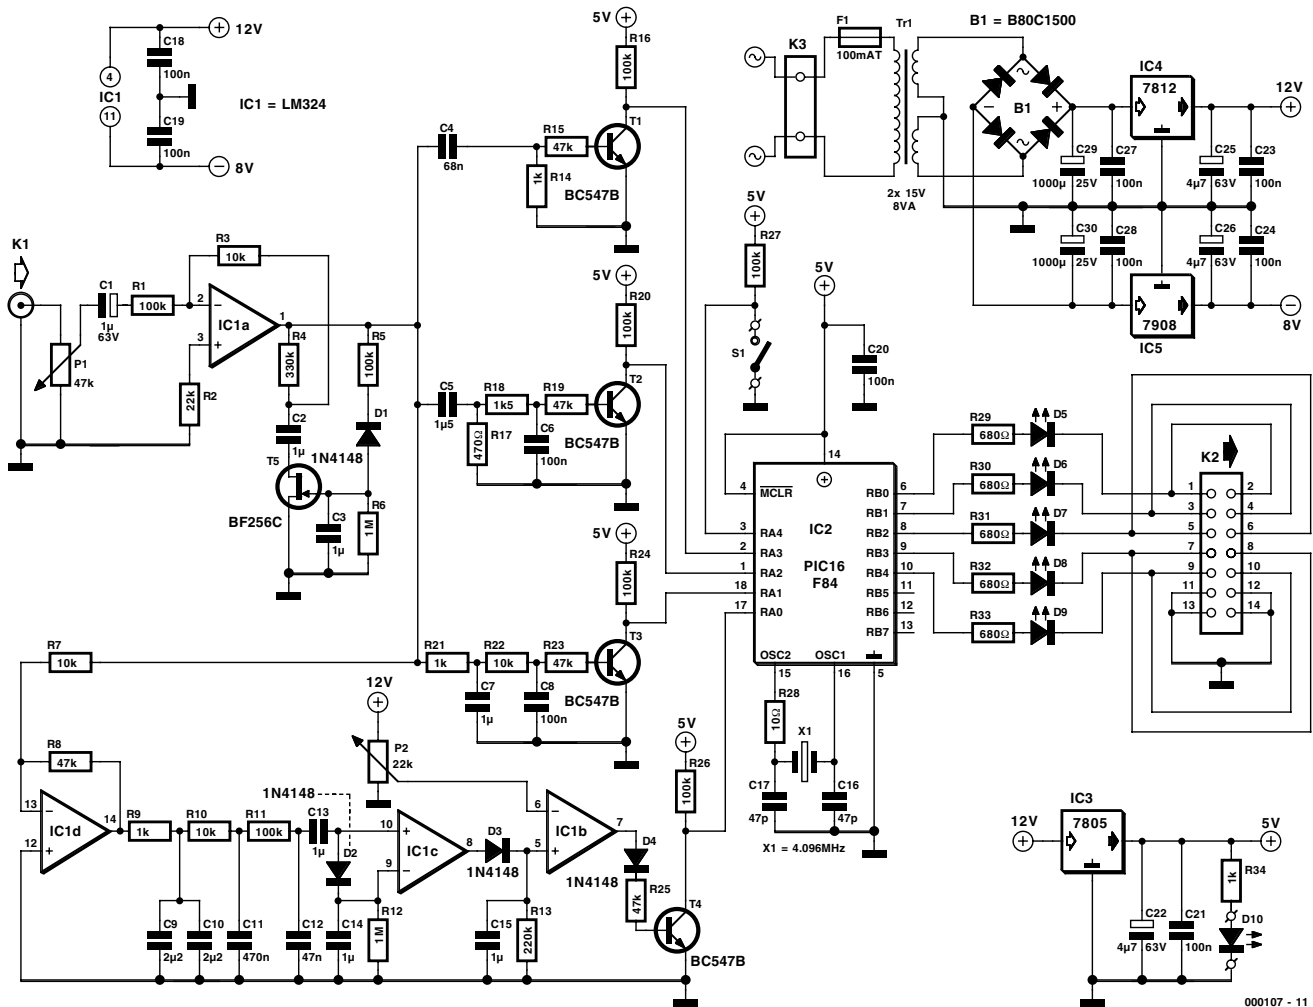 12V
C18
100n
4
IC1
11
C19
100n
8V
IC1 = LM324
5V
R16
100k
C4
68n
R15
47k
T1
R14
1k
BC547B
K3
F1
100mAT
Tr1
2x 15V
8VA
B1 = B80C1500
B1
IC4
7812
12V
C29
1000µ
25V
C27
100n
C25
4µ7
63V
C23
100n
C30
1000µ
25V
C28
100n
C26
4µ7
63V
C24
100n
7908
IC5
8V
K1
P1
47k
C1
1µ
63V
R1
100k
R3
10k
2
3
IC1a
1
R2
22k
R4
330k
R5
100k
C2
1µ
D1
1N4148
T5
BF256C
C3
1µ
R6
1M
5V
R20
100k
C5
1µ5
R18
1k5
R19
47k
T2
R17
470Ω
C6
100n
BC547B
5V
R27
100k
S1
5V
C20
100n
5V
R24
100k
R21
1k
R22
10k
R23
47k
T3
C7
1µ
C8
100n
BC547B
14
4
MCLR
3
RA4
2
RA3
1
RA2
18
RA1
17
RA0
IC2
PIC16
F84
RB0
6
RB1
7
RB2
8
RB3
9
RB4
10
RB5
11
RB6
12
RB7
13
OSC2
OSC1
15
16
5
R28
10Ω
X1
C17
47p
C16
47p
X1 = 4.096MHz
R29
680Ω
D5
R30
680Ω
D6
R31
680Ω
D7
R32
680Ω
D8
R33
680Ω
D9
K2
1
2
3
4
5
6
7
8
9
10
11
12
13
14
R7
10k
R8
47k
13
12
IC1d
14
R9
1k
R10
10k
R11
100k
C13
1µ
1N4148
D2
C9
2µ2
C10
2µ2
C11
470n
C12
47n
C14
1µ
R12
1M
12V
P2
22k
10
9
IC1c
8
D3
1N4148
6
5
IC1b
7
D4
1N4148
C15
1µ
R13
220k
R25
47k
5V
R26
100k
T4
BC547B
IC3
12V
7805
5V
C22
4µ7
63V
C21
100n
R34
1k
D10
000107 - 11